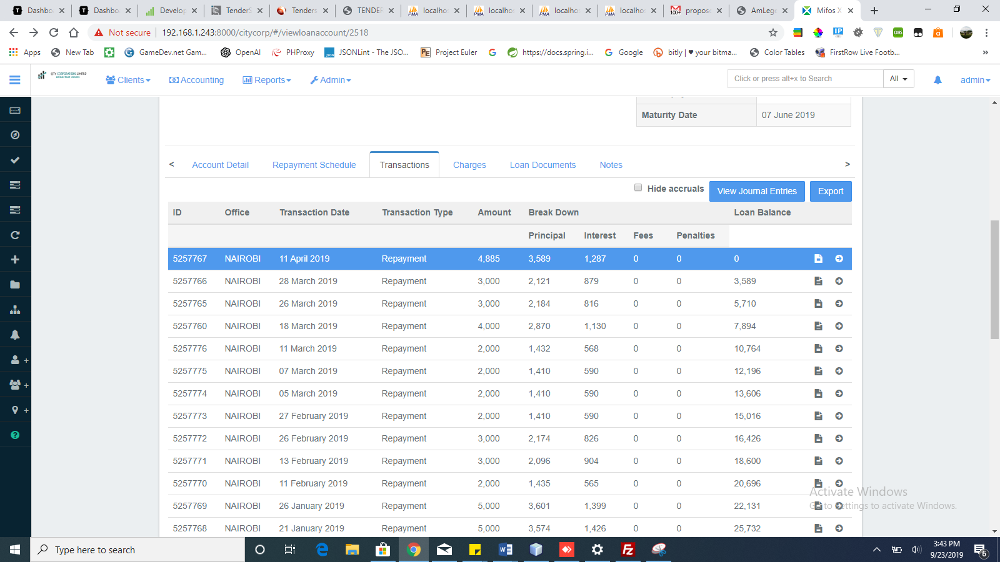 Dashbo
Dashbo
Develop
TenderS
Tenders
TENDER
localhos
localhos
localhos
localhos
propose
AmLeg
Mifos X
Not secure
192.168.1.243:8000/citycorp/#/viewloanaccount/2518
Apps
New Tab
GameDev.net Gam...
OpenAI
PHProxy
JSONLint - The JSO...
Project Euler
https://docs.spring.i...
Google
bitly | ♥ your bitma...
Color Tables
FirstRow Live Footb...
»
CITY CORPORATIONS LIMITED
Clients
Accounting
Reports
Admin
Click or press alt+x to Search
All
admin
Maturity Date 07 June 2019
< Account Detail Repayment Schedule Transactions Charges Loan Documents Notes >
Hide accruals View Journal Entries Export
ID Office Transaction Date Transaction Type Amount Break Down Loan Balance
Principal Interest Fees Penalties
5257767 NAIROBI 11 April 2019 Repayment 4,885 3,589 1,287 0 0 0
5257766 NAIROBI 28 March 2019 Repayment 3,000 2,121 879 0 0 3,589
5257765 NAIROBI 26 March 2019 Repayment 3,000 2,184 816 0 0 5,710
5257760 NAIROBI 18 March 2019 Repayment 4,000 2,870 1,130 0 0 7,894
5257776 NAIROBI 11 March 2019 Repayment 2,000 1,432 568 0 0 10,764
5257775 NAIROBI 07 March 2019 Repayment 2,000 1,410 590 0 0 12,196
5257774 NAIROBI 05 March 2019 Repayment 2,000 1,410 590 0 0 13,606
5257773 NAIROBI 27 February 2019 Repayment 2,000 1,410 590 0 0 15,016
5257772 NAIROBI 26 February 2019 Repayment 3,000 2,174 826 0 0 16,426
5257771 NAIROBI 13 February 2019 Repayment 3,000 2,096 904 0 0 18,600
5257770 NAIROBI 11 February 2019 Repayment 2,000 1,435 565 0 0 20,696
5257769 NAIROBI 26 January 2019 Repayment 5,000 3,601 1,399 0 0 22,131
5257768 NAIROBI 21 January 2019 Repayment 5,000 3,574 1,426 0 0 25,732
Activate Windows
Go to Settings to activate Windows.
Type here to search
3:43 PM
9/23/2019
6